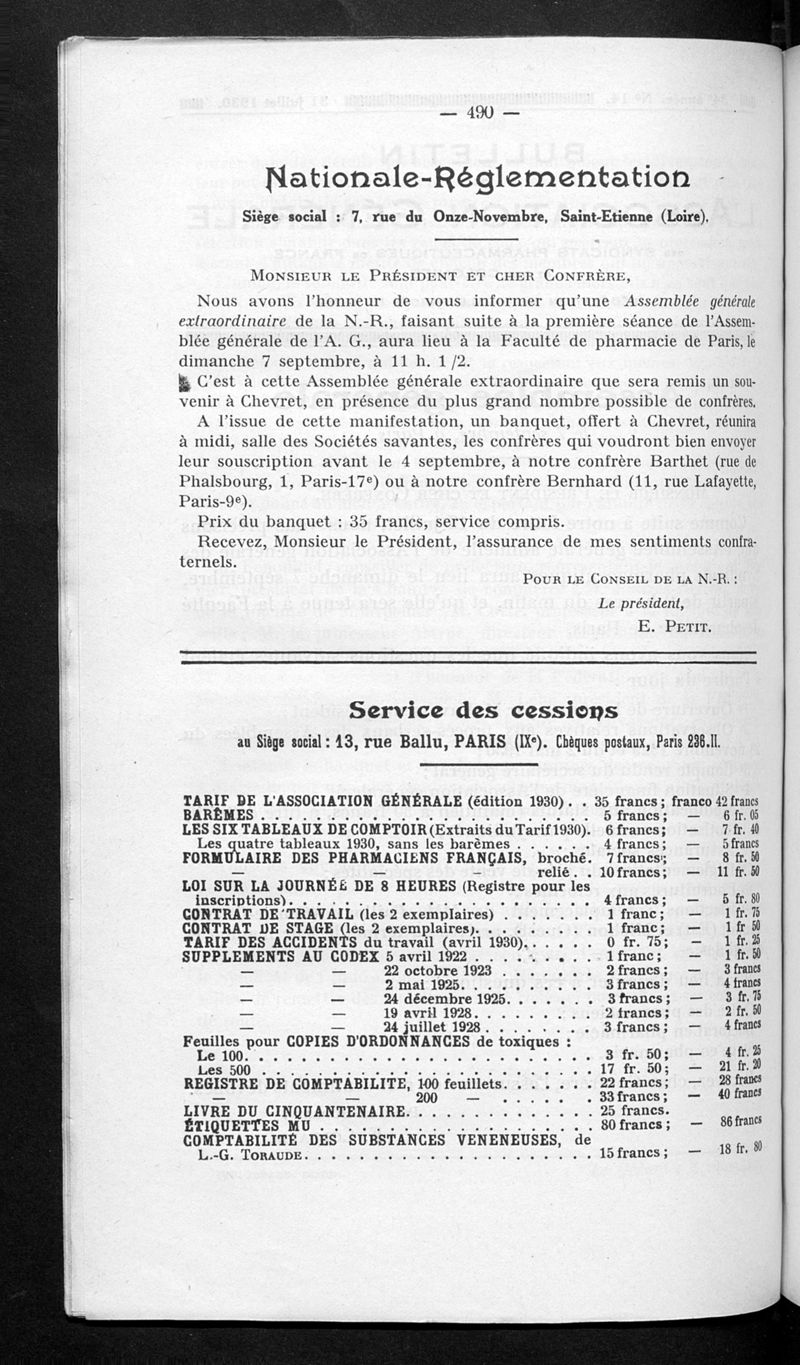 — 490 —
Nationale-Réglementation
Siège social : 7, rue du Onze-Novembre, Saint-Etienne (Loire).
MONSIEUR LE PRÉSIDENT ET CHER CONFRÈRE,
Nous avons l'honneur de vous informer qu'une Assemblée générale
extraordinaire de la N.-R., faisant suite à la première séance de l'Assem-
blée générale de l'A. G., aura lieu à la Faculté de pharmacie de Paris, le
dimanche 7 septembre, à 11 h. 1/2.
C'est à cette Assemblée générale extraordinaire que sera remis un sou-
venir à Chevret, en présence du plus grand nombre possible de confrères.
A l'issue de cette manifestation, un banquet, offert à Chevret, réunira
à midi, salle des Sociétés savantes, les confrères qui voudront bien envoyer
leur souscription avant le 4 septembre, à notre confrère Barthet (rue de
Phalsbourg, 1, Paris-17e) ou à notre confrère Bernhard (11, rue Lafayette,
Paris-9e).
Prix du banquet : 35 francs, service compris.
Recevez, Monsieur le Président, l'assurance de mes sentiments confra-
ternels.
POUR LE CONSEIL DE LA N.-R. :
Le président,
E. PETIT.
Service des cessions
au Siège social : 13, rue Ballu, PARIS (IXe). Chèques postaux, Paris 236.11.
TARIF DE L'ASSOCIATION GÉNÉRALE (édition 1930). . 35 francs ; franco 42 francs
BARÊMES . . . . . . . . . . . . . . . . . . . . . . . . 5 francs ; — 6 fr. 05
LES SIX TABLEAUX DE COMPTOIR (Extraits du Tarif 1930). 6 francs ; — 7 fr. 40
Les quatre tableaux 1930, sans les barèmes . . . . . . 4 francs ; — 5 francs
FORMULAIRE DES PHARMACIENS FRANÇAIS, broché. 7 francs ; — 8 fr. 50
— — - relié . . 10 francs ; — 11 fr. 50
LOI SUR LA JOURNÉE DE 8 HEURES (Registre pour les
inscriptions). . . . . . . . . . . . . . . . . . . . . . 4 francs ; — 5 fr. 80
CONTRAT DE TRAVAIL (les 2 exemplaires) . . . . . . . 1 franc ; — 1 fr. 75
CONTRAT DE STAGE (les 2 exemplaires). . . . . . . . . 1 franc ; — 1 fr 50
TARIF DES ACCIDENTS du travail (avril 1930). . . . . . 0 fr. 75 ; — 1 fr. 25
SUPPLEMENTS AU CODEX 5 avril 1922 . . . . . . . . . 1 franc ; — 1 fr. 50
— — 22 octobre 1923 . . . . . . . 2 francs ; — 3 francs
— — 2 mai 1925. . . . . . . . . . 3 francs ; — 4 francs
— — 24 décembre 1925. . . . . . . 3 francs ; — 3 fr. 75
— — 19 avril 1928. . . . . . . . . 2 francs ; — 2 fr. 50
— — 24 juillet 1928 . . . . . . . . 3 francs ; — 4 francs
Feuilles pour COPIES D'ORDONNANCES de toxiques :
Le 100. . . . . . . . . . . . . . . . . . . . . . . . . 3 fr. 50 ; — 4 fr. 25
Les 500 . . . . . . . . . . . . . . . . . . . . . . . . 17 fr. 50 ; — 21 fr. 20
REGISTRE DE COMPTABILITE, 100 feuillets. . . . . . . 22 francs ; — 28 francs
— — 200 — . . . . . . 33 francs ; — 40 francs
LIVRE DU CINQUANTENAIRE. . . . . . . . . . . . . . 25 francs.
ÉTIQUETTES MU . . . . . . . . . . . . . . . . . . . . 80 francs ; — 86 francs
COMPTABILITÉ DES SUBSTANCES VENENEUSES, de
L.-G. TORAUDE. . . . . . . . . . . . . . . . . . . . . 15 francs ; — 18 fr. 80